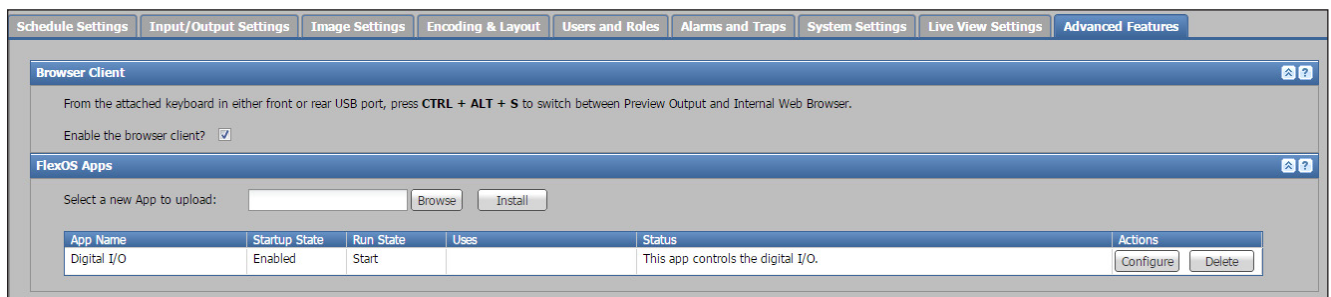 Schedule Settings Input/Output Settings Image Settings Encoding & Layout Users and Roles Alarms and Traps System Settings Live View Settings Advanced Features
Browser Client ?
From the attached keyboard in either front or rear USB port, press CTRL + ALT + S to switch between Preview Output and Internal Web Browser.
Enable the browser client?
FlexOS Apps ?
Select a new App to upload: Browse Install
App Name Startup State Run State Uses Status Actions
Digital I/O Enabled Start This app controls the digital I/O. Configure Delete